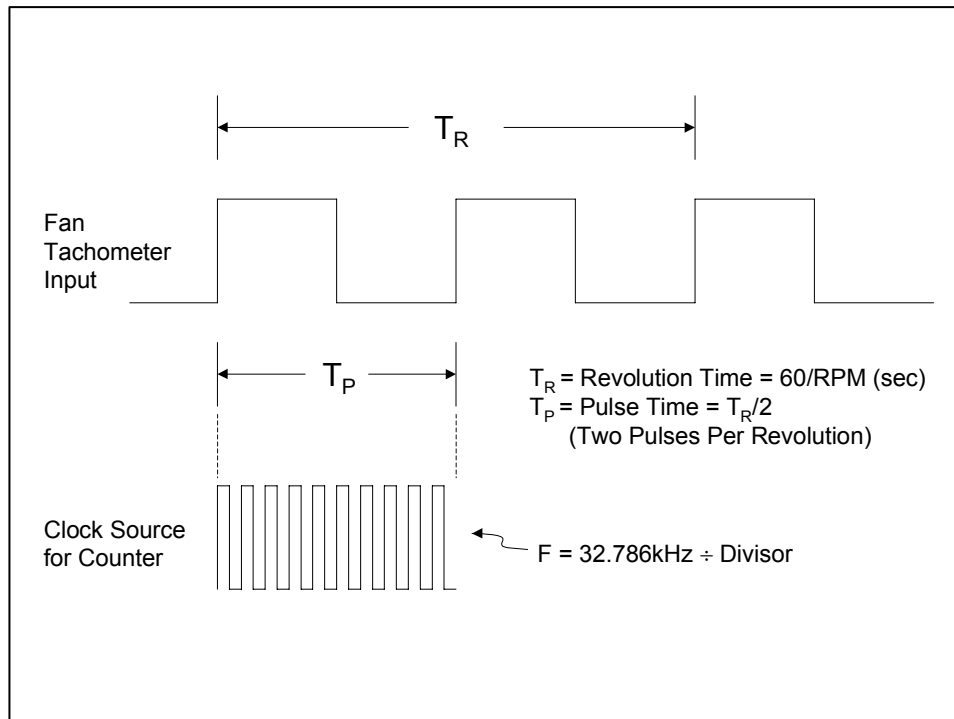 T_R
Fan
Tachometer
Input
T_P
T_R = Revolution Time = 60/RPM (sec)
T_P = Pulse Time = T_R/2
(Two Pulses Per Revolution)
Clock Source
for Counter
F = 32.786kHz ÷ Divisor